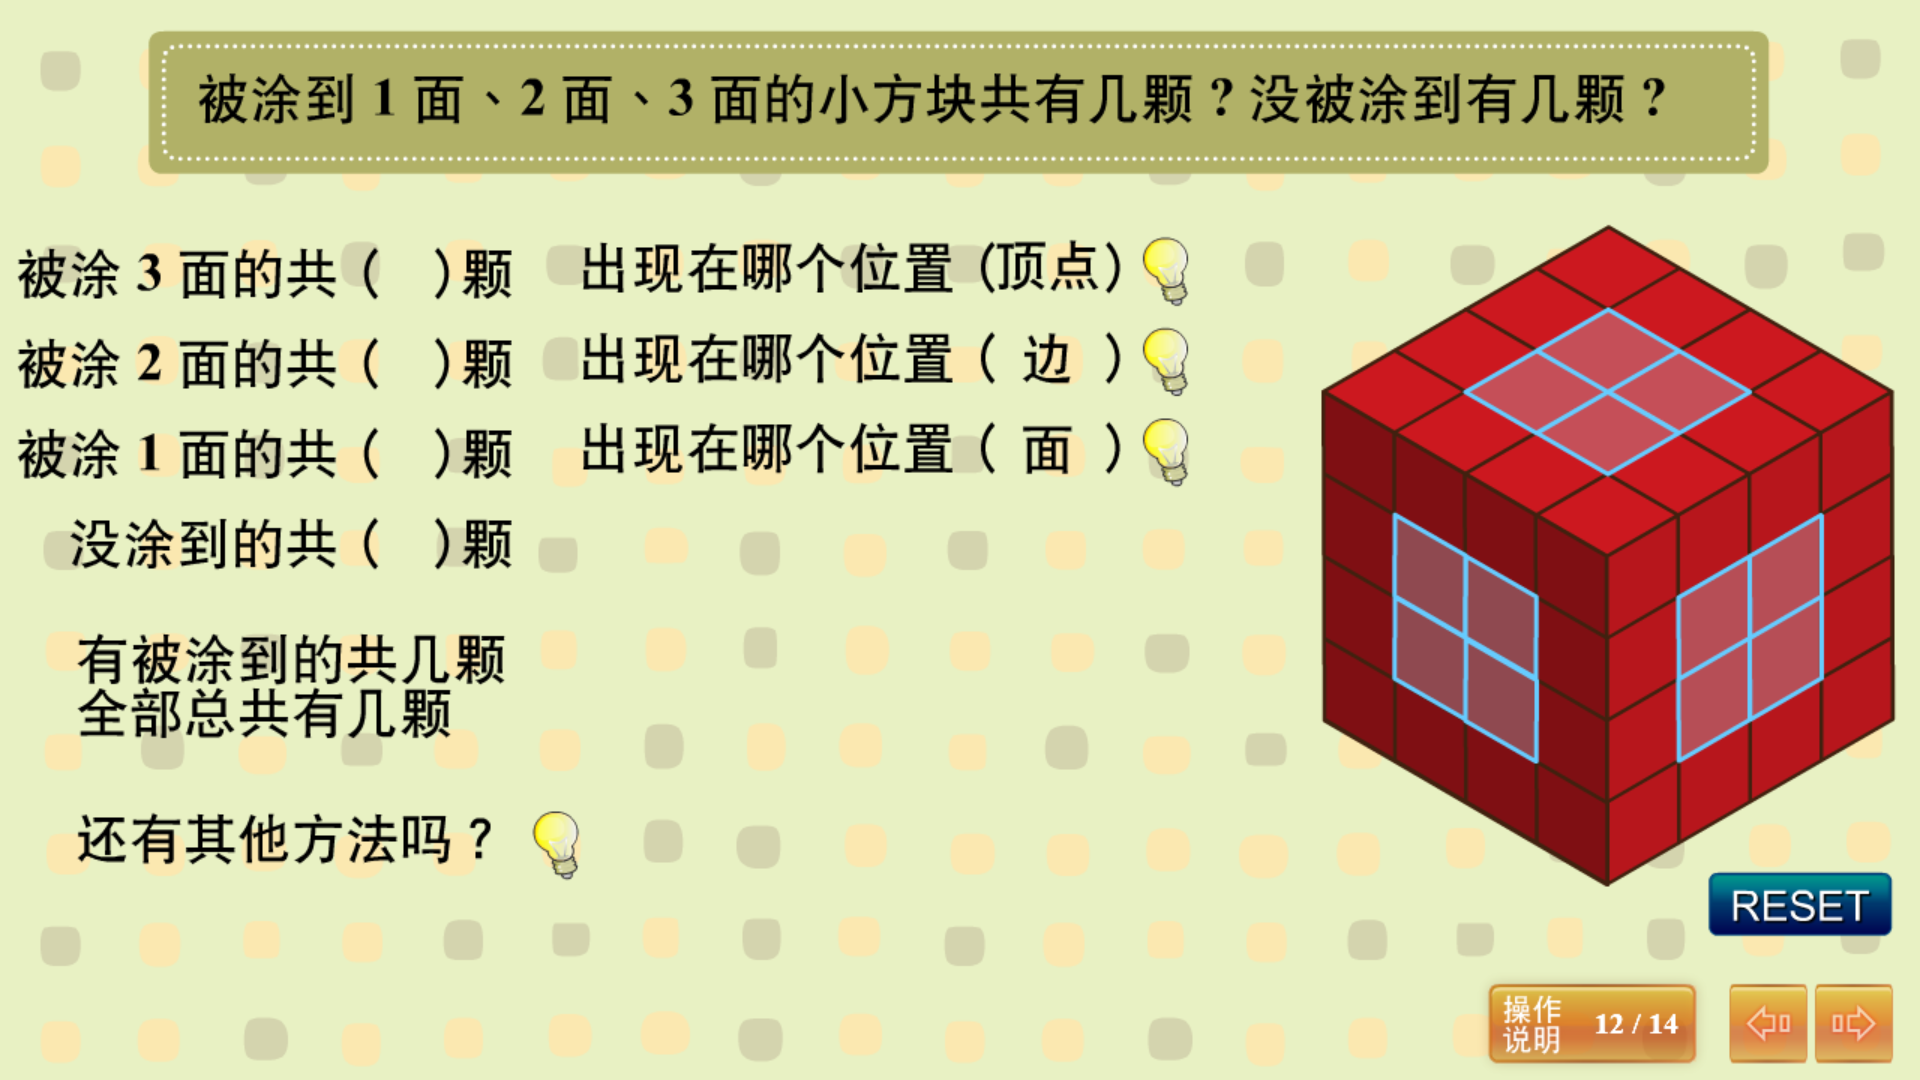 被涂到 1 面、2 面、3 面的小方块共有几颗？没被涂到有几颗？
被涂 3 面的共（ ）颗 出现在哪个位置（顶点）
被涂 2 面的共（ ）颗 出现在哪个位置（ 边 ）
被涂 1 面的共（ ）颗 出现在哪个位置（ 面 ）
没涂到的共（ ）颗
有被涂到的共几颗
全部总共有几颗
还有其他方法吗？
RESET
操作
说明
12 / 14